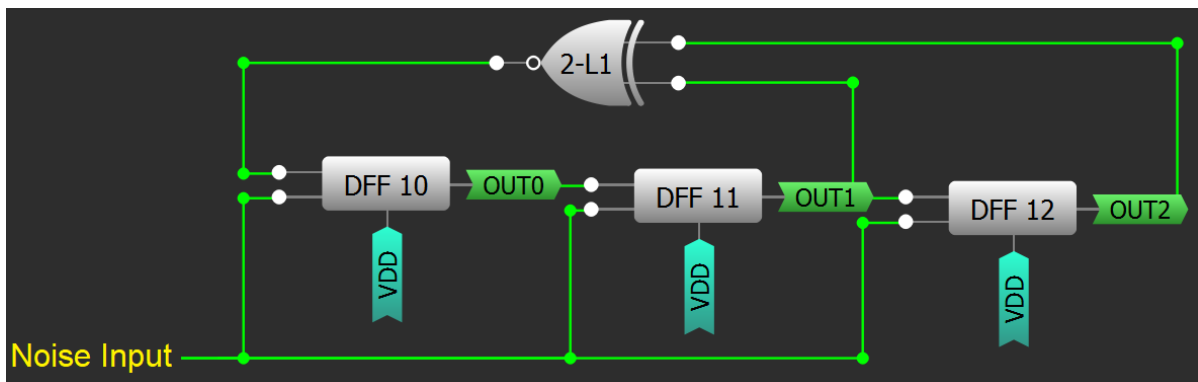 2-L1
DFF 10
OUT0
DFF 11
OUT1
DFF 12
OUT2
VDD
VDD
VDD
Noise Input